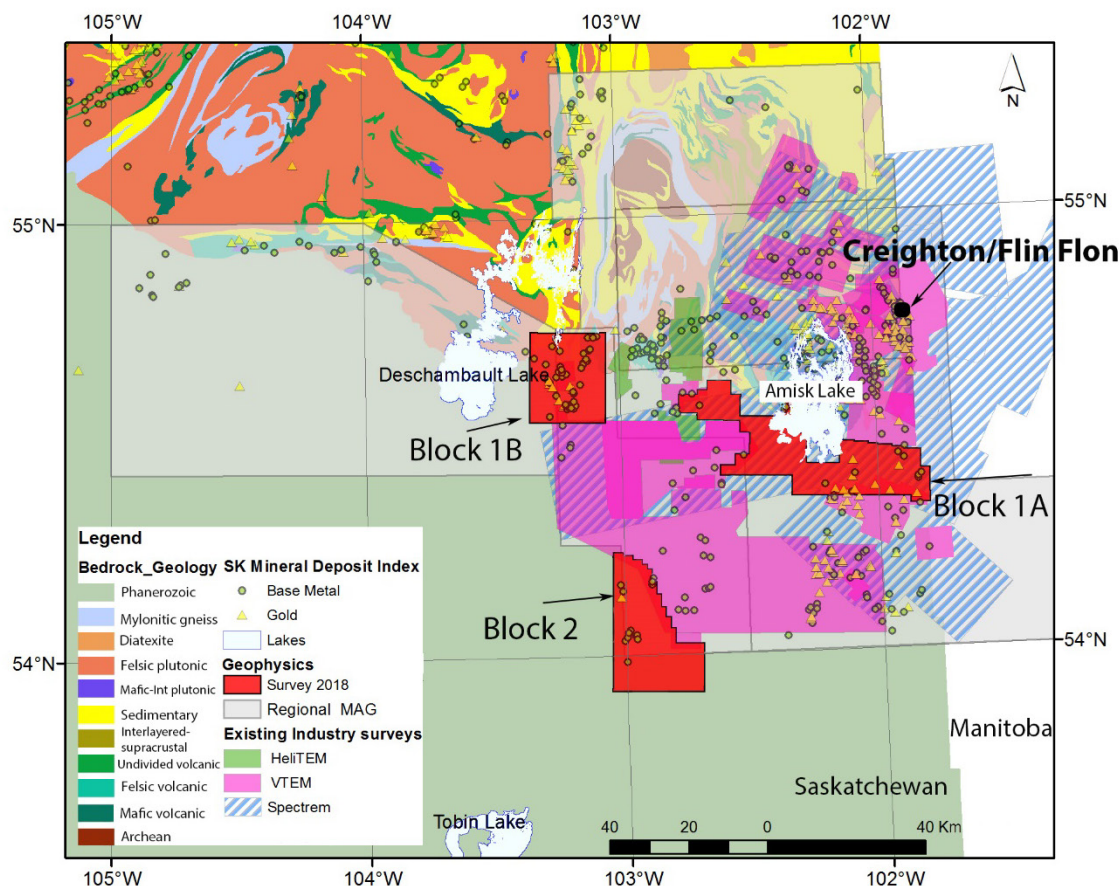 105°W 104°W 103°W 102°W
N
55°N 55°N
Creighton/Flin Flon
Deschambault Lake
Amisk Lake
Block 1B
Block 1A
Block 2
54°N 54°N
Manitoba
Saskatchewan
Tobin Lake
40 20 0 40 Km
Legend
Bedrock_Geology
Phanerozoic
Mylonitic gneiss
Diatexite
Felsic plutonic
Mafic-Int plutonic
Sedimentary
Interlayered-
supracrustal
Undivided volcanic
Felsic volcanic
Mafic volcanic
Archean
SK Mineral Deposit Index
Base Metal
Gold
Lakes
Geophysics
Survey 2018
Regional MAG
Existing Industry surveys
HeliTEM
VTEM
Spectrem
105°W 104°W 103°W 102°W